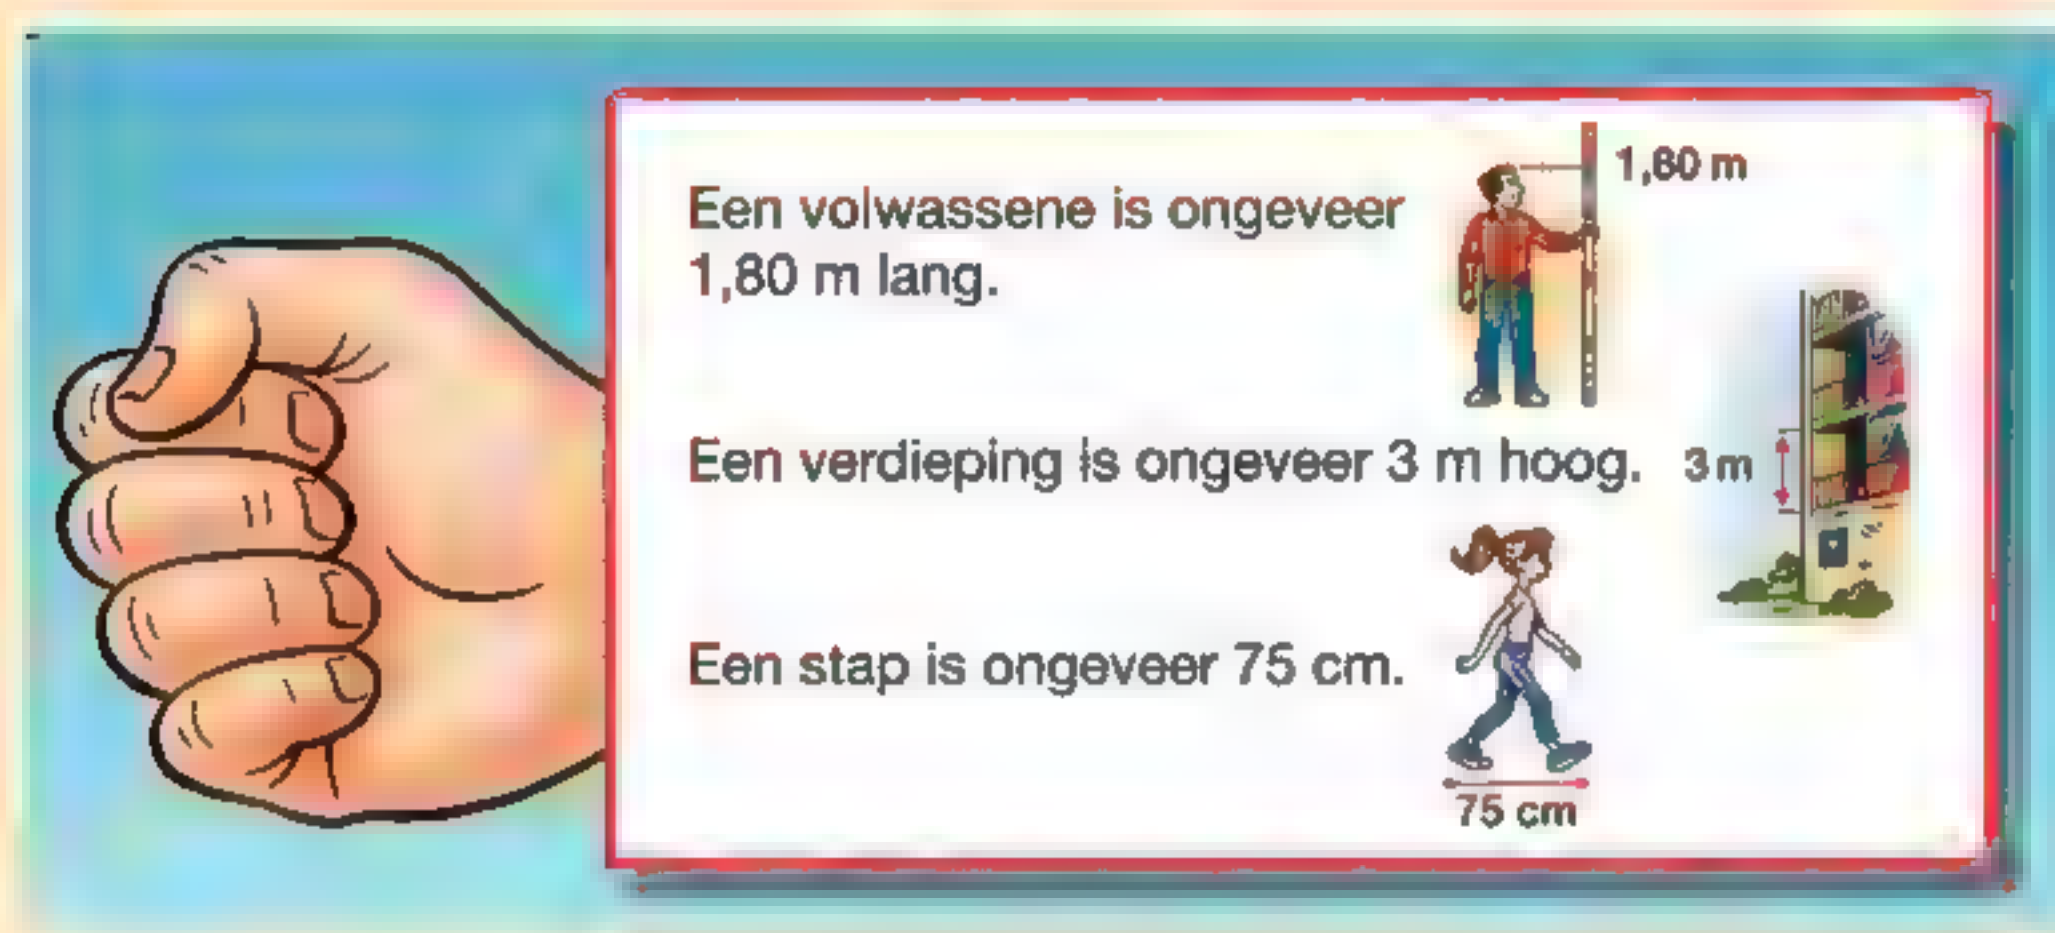 Een volwassene is ongeveer
1,80 m lang.
1,80 m
Een verdieping is ongeveer 3 m hoog.
3 m
Een stap is ongeveer 75 cm.
75 cm